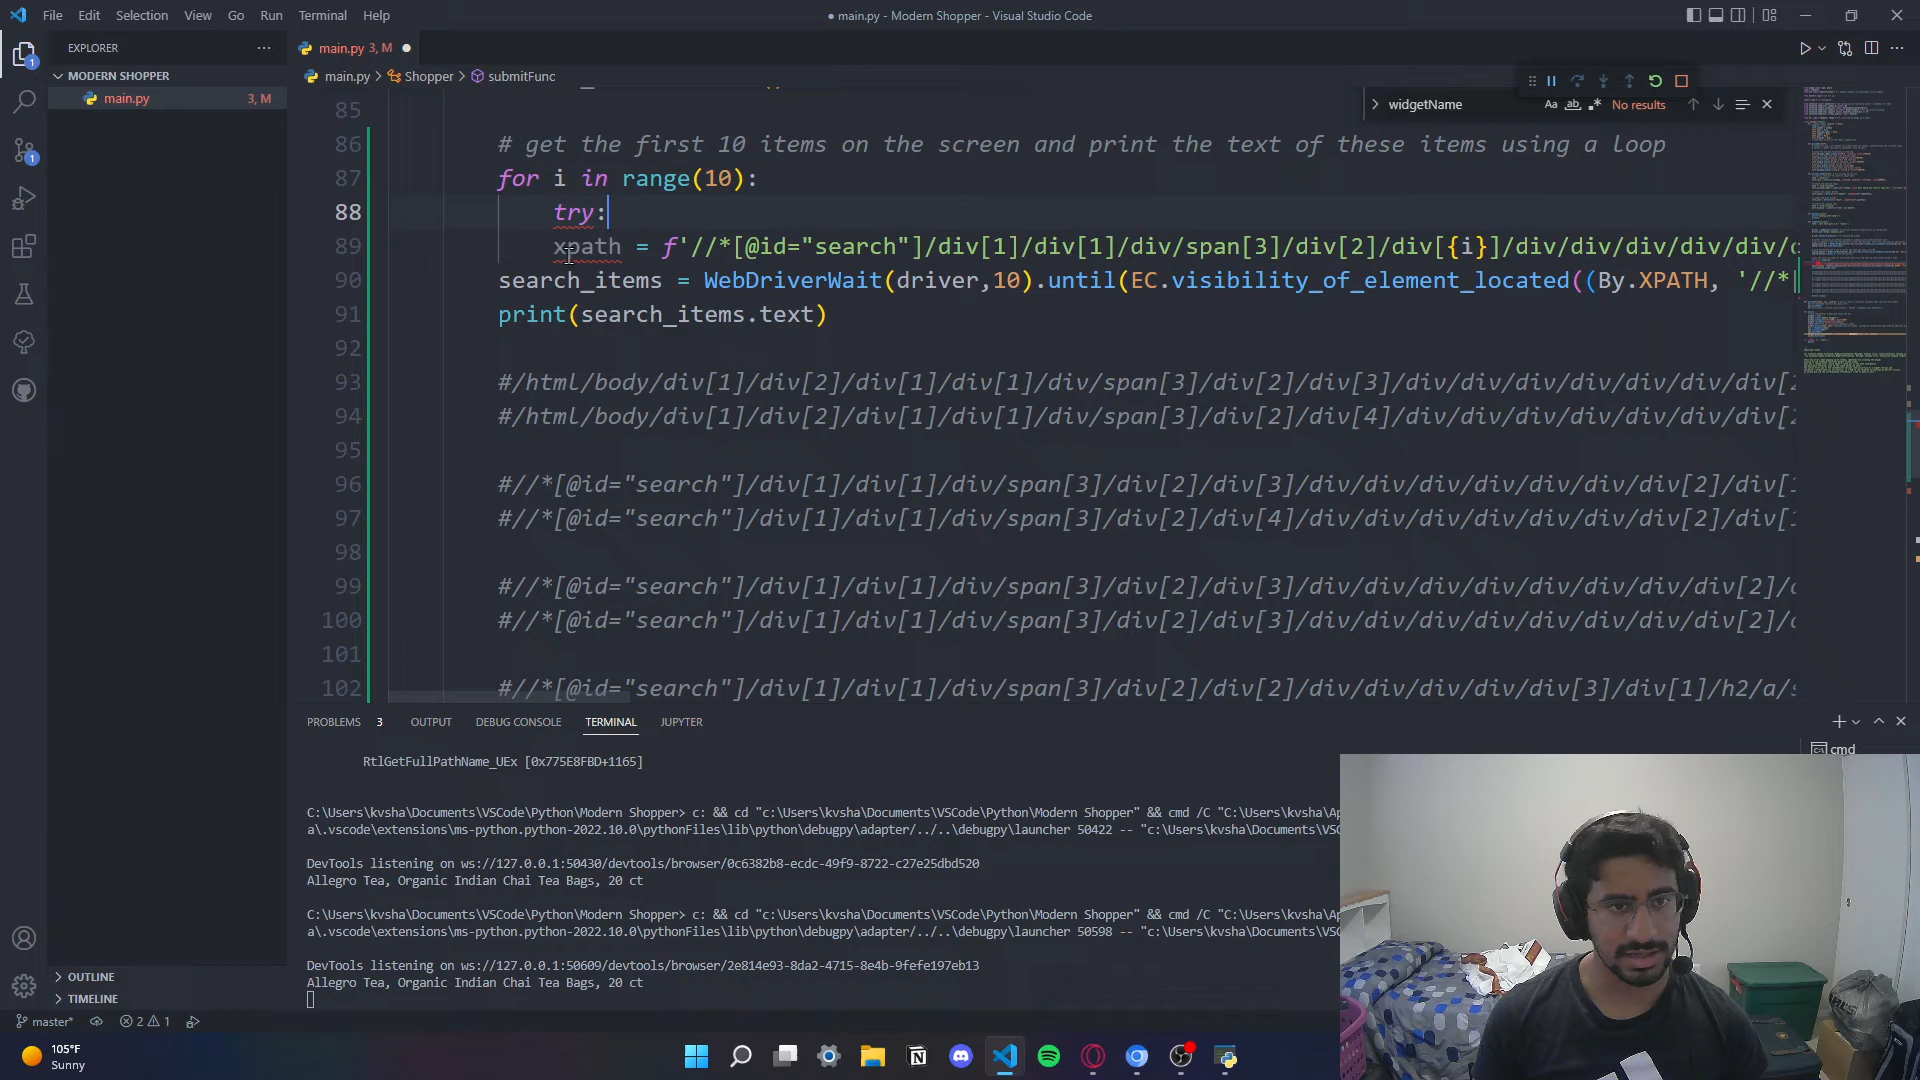 File Edit Selection View Go Run Terminal Help
● main.py - Modern Shopper - Visual Studio Code
EXPLORER
MODERN SHOPPER
main.py 3, M
1
1
OUTLINE
TIMELINE
main.py 3, M
main.py > Shopper > submitFunc
widgetName
Aa ab
No results
85
86 # get the first 10 items on the screen and print the text of these items using a loop
87 for i in range(10):
88 try:
89 xpath = f'//*[@id="search"]/div[1]/div[1]/div/span[3]/div[2]/div[{i}]/div/div/div/div/
90 search_items = WebDriverWait(driver,10).until(EC.visibility_of_element_located((By.XPATH, '//*
91 print(search_items.text)
92
93 #/html/body/div[1]/div[2]/div[1]/div[1]/div/span[3]/div[2]/div[3]/div/div/div/div/div/div[2
94 #/html/body/div[1]/div[2]/div[1]/div[1]/div/span[3]/div[2]/div[4]/div/div/div/div/div/div[2
95
96 #//*[@id="search"]/div[1]/div[1]/div/span[3]/div[2]/div[3]/div/div/div/div/div/div[2]/div[1
97 #//*[@id="search"]/div[1]/div[1]/div/span[3]/div[2]/div[4]/div/div/div/div/div/div[2]/div[1
98
99 #//*[@id="search"]/div[1]/div[1]/div/span[3]/div[2]/div[3]/div/div/div/div/div/div/div[2]/
100 #//*[@id="search"]/div[1]/div[1]/div/span[3]/div[2]/div[3]/div/div/div/div/div/div/div[2]/
101
102 #//*[@id="search"]/div[1]/div[1]/div/span[3]/div[2]/div[2]/div/div/div/div/div[3]/div[1]/h2/a/s
PROBLEMS 3 OUTPUT DEBUG CONSOLE TERMINAL JUPYTER
cmd
RtlGetFullPathName_UEx [0x775E8FBD+1165]
C:\Users\kvsha\Documents\VSCode\Python\Modern Shopper> c: && cd "c:\Users\kvsha\Documents\VSCode\Python\Modern Shopper" && cmd /C "C:\Users\kvsha\Ap
a\.vscode\extensions\ms-python.python-2022.10.0\pythonFiles\lib\python\debugpy\adapter/../..\debugpy\launcher 50422 -- "c:\Users\kvsha\Documents\VSC
DevTools listening on ws://127.0.0.1:50430/devtools/browser/0c6382b8-ecdc-49f9-8722-c27e25dbd520
Allegro Tea, Organic Indian Chai Tea Bags, 20 ct
C:\Users\kvsha\Documents\VSCode\Python\Modern Shopper> c: && cd "c:\Users\kvsha\Documents\VSCode\Python\Modern Shopper" && cmd /C "C:\Users\kvsha\Ap
a\.vscode\extensions\ms-python.python-2022.10.0\pythonFiles\lib\python\debugpy\adapter/../..\debugpy\launcher 50598 -- "c:\Users\kvsha\Documents\VSC
DevTools listening on ws://127.0.0.1:50609/devtools/browser/2e814e93-8da2-4715-8e4b-9fefe197eb13
Allegro Tea, Organic Indian Chai Tea Bags, 20 ct
master* 2 1
105°F
Sunny